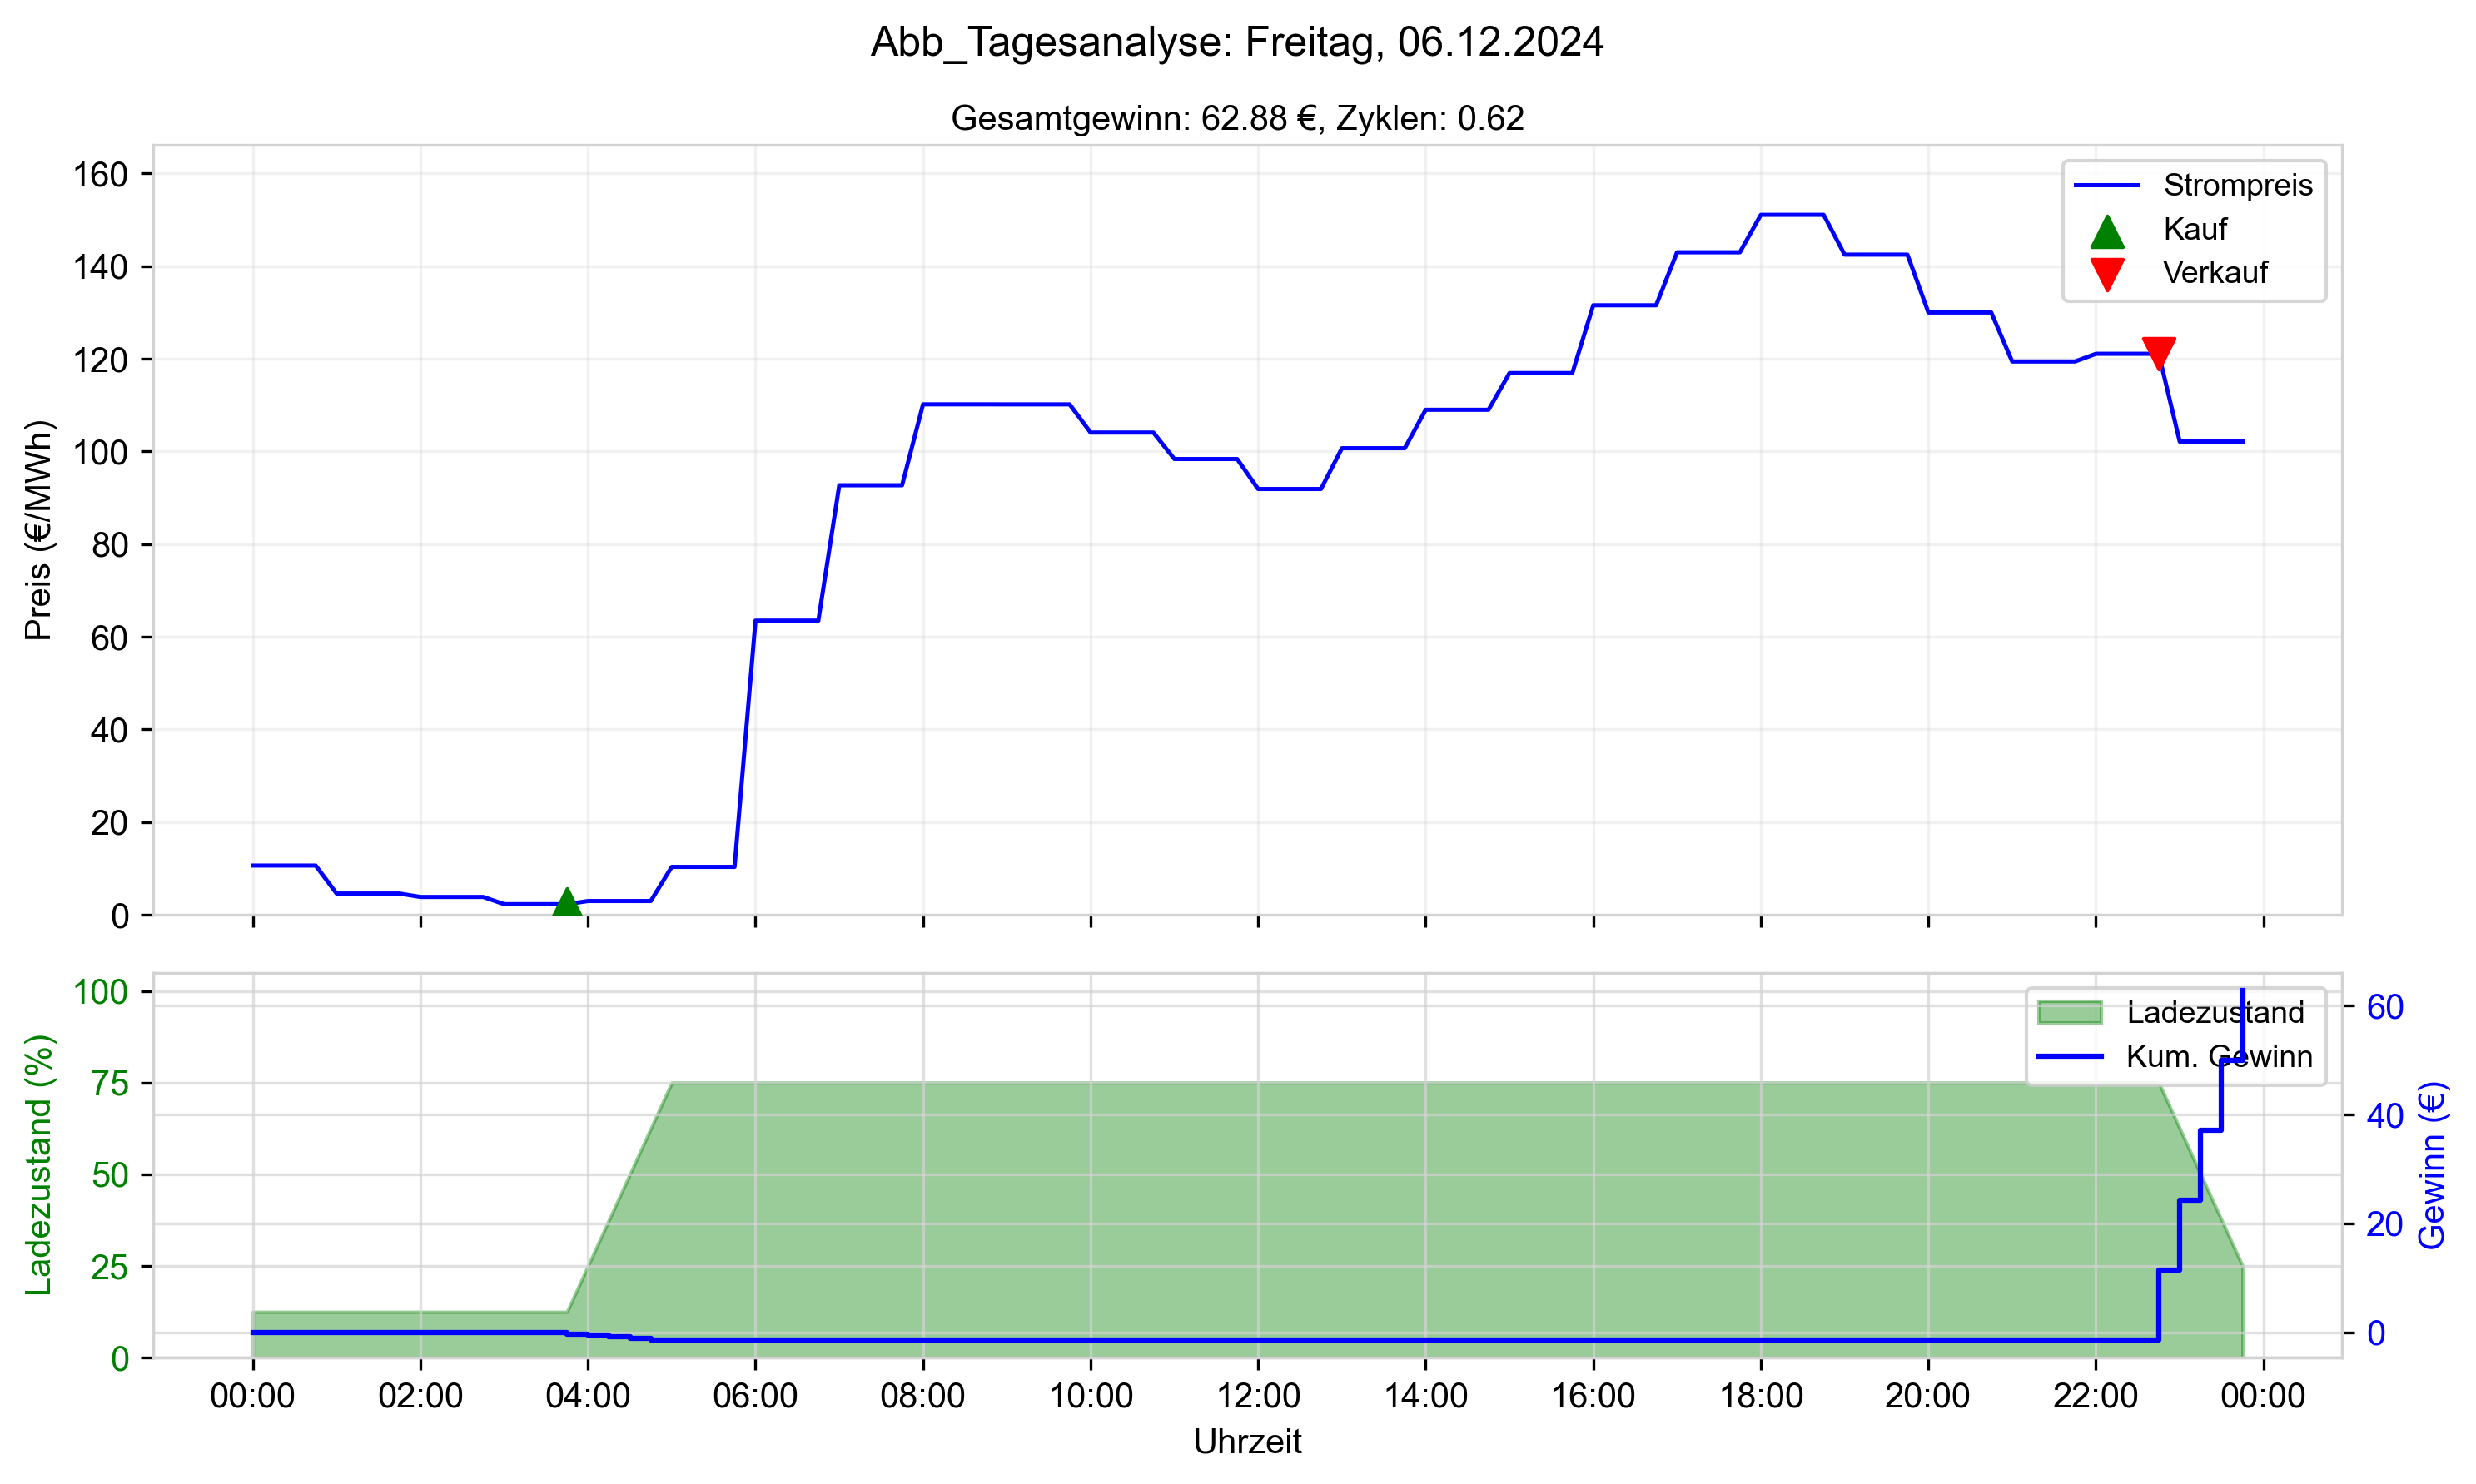 Abb_Tagesanalyse: Freitag, 06.12.2024
Gesamtgewinn: 62.88 €, Zyklen: 0.62
Preis (€/MWh)
160
140
120
100
80
60
40
20
0
Strompreis
Kauf
Verkauf
Ladezustand (%)
100
75
50
25
0
Ladezustand
Kum. Gewinn
60
40
20
0
Gewinn (€)
00:00 02:00 04:00 06:00 08:00 10:00 12:00 14:00 16:00 18:00 20:00 22:00 00:00
Uhrzeit